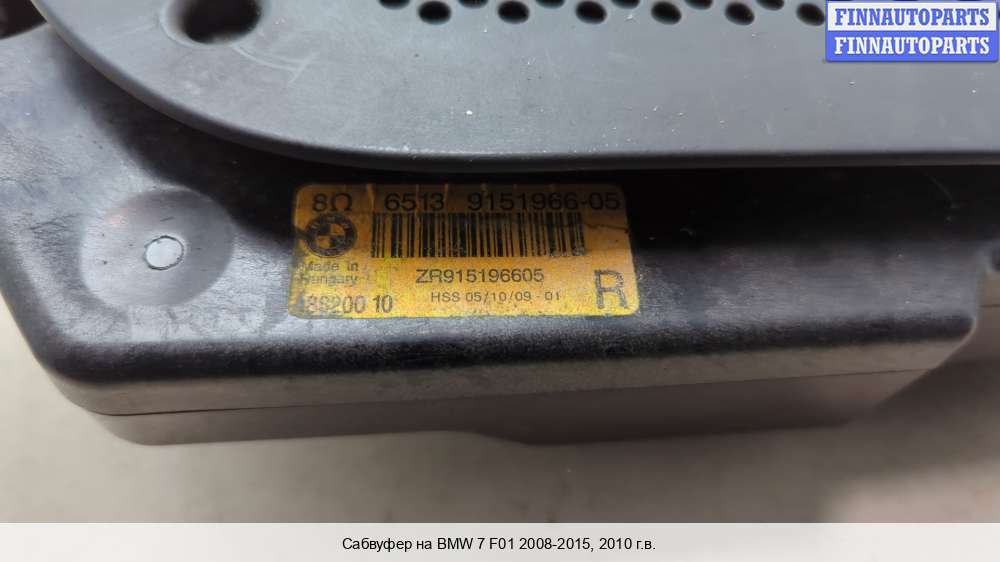 FINNAUTOPARTS
FINNAUTOPARTS
8Ω 6513 9151966-05
Made in
Hungary
ZR915196605
HSS 05/10/09 - 01
R
Сабвуфер на BMW 7 F01 2008-2015, 2010 г.в.